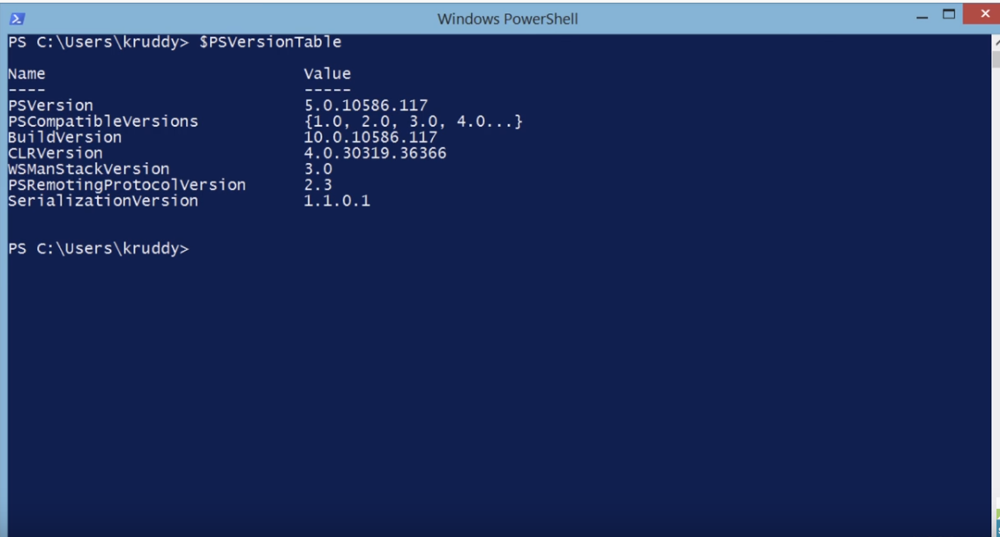 Windows PowerShell
PS C:\Users\kruddy> $PSVersionTable
Name Value
---- -----
PSVersion 5.0.10586.117
PSCompatibleVersions {1.0, 2.0, 3.0, 4.0...}
BuildVersion 10.0.10586.117
CLRVersion 4.0.30319.36366
WSManStackVersion 3.0
PSRemotingProtocolVersion 2.3
SerializationVersion 1.1.0.1
PS C:\Users\kruddy>